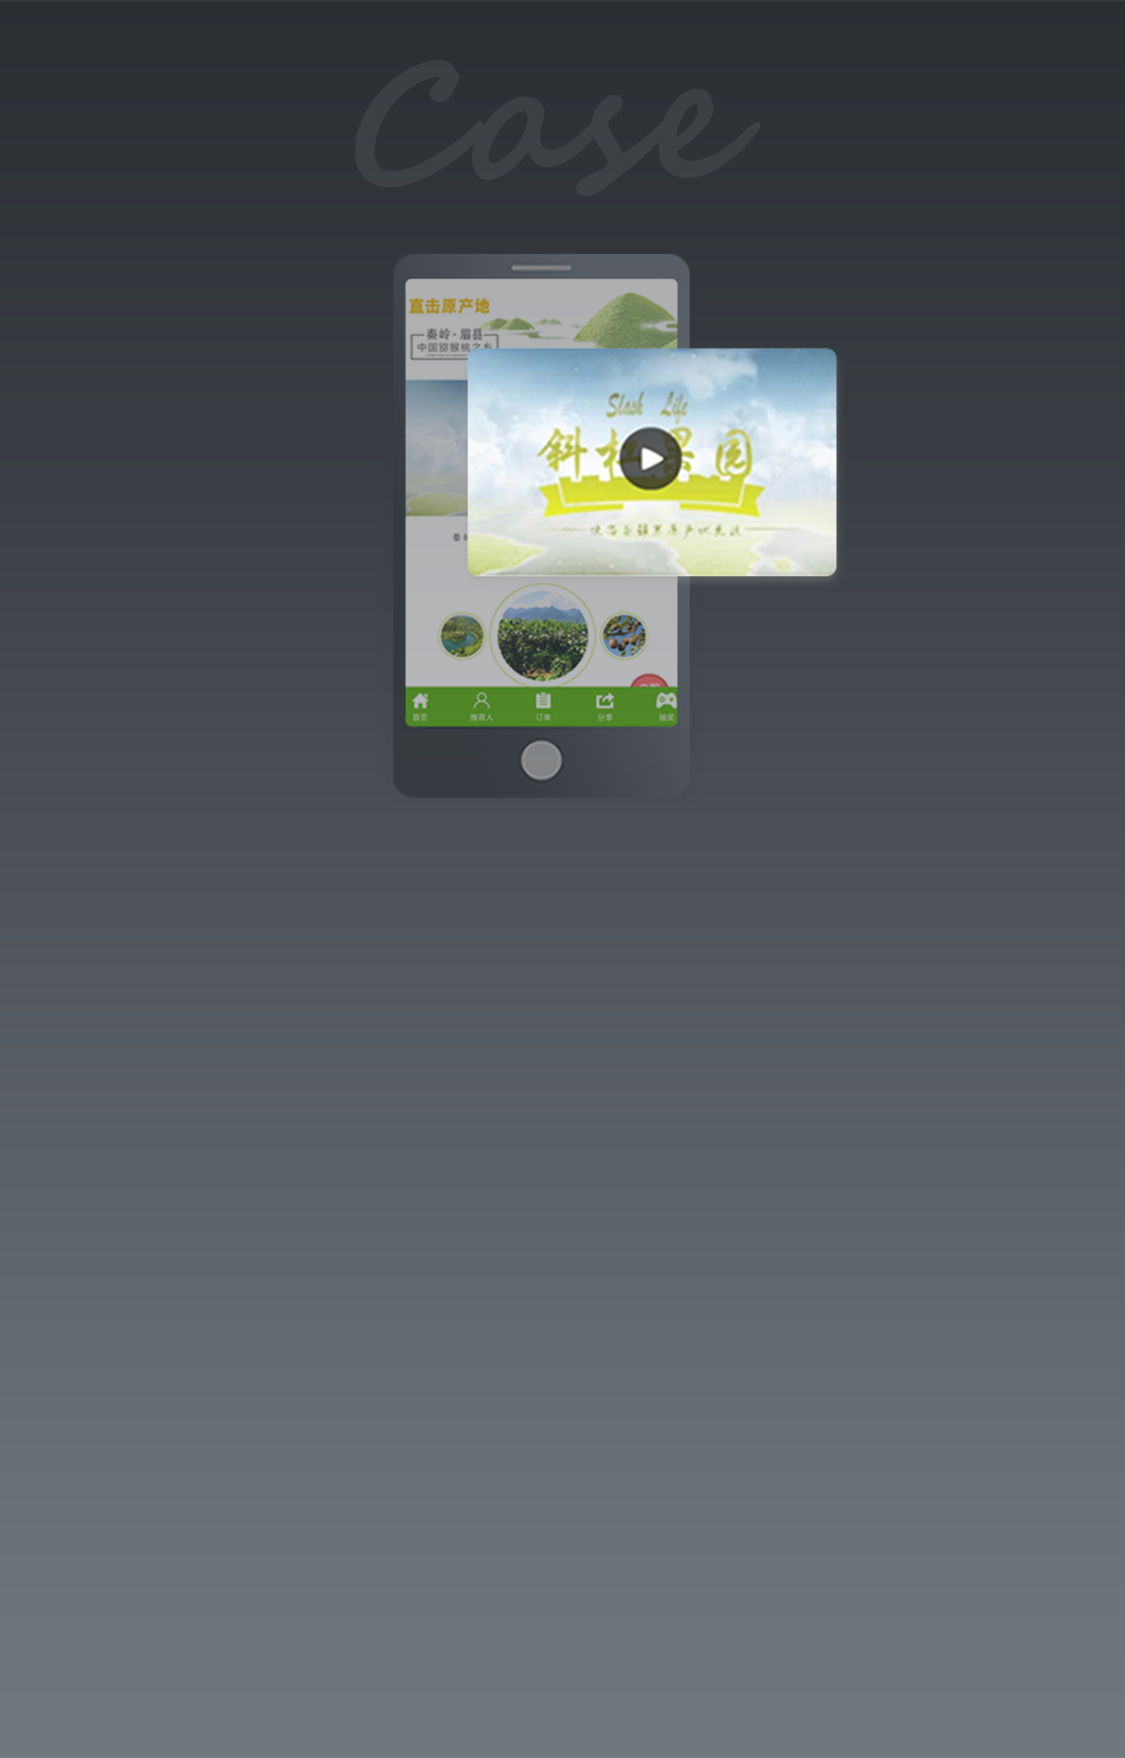 Case
直击原产地
秦岭·眉县
中国猕猴桃之乡
Slash Life
斜杠果园
首页
推荐人
订单
分享
抽奖